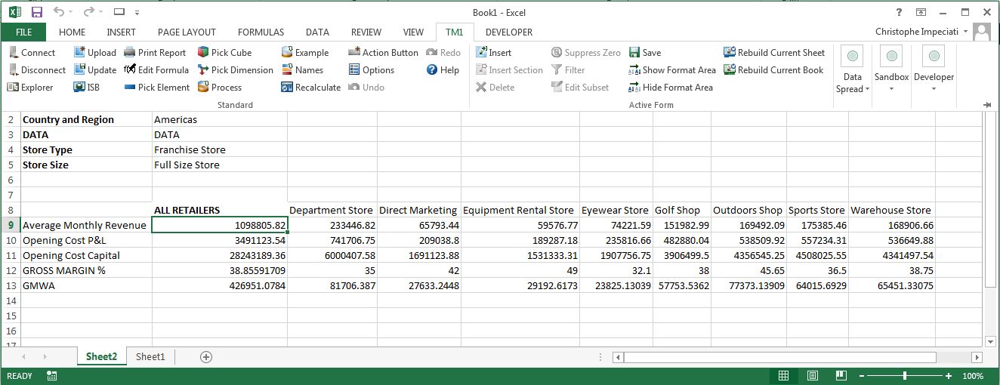 Book1 - Excel
FILE HOME INSERT PAGE LAYOUT FORMULAS DATA REVIEW VIEW TM1 DEVELOPER Christophe Impeciati
Connect Upload Print Report Pick Cube Example Action Button Redo Insert Suppress Zero Save Rebuild Current Sheet
Disconnect Update Edit Formula Pick Dimension Names Options Help Insert Section Filter Show Format Area Rebuild Current Book Data Spread Sandbox Developer
Explorer ISB Pick Element Process Recalculate Undo Delete Edit Subset Hide Format Area
Standard Active Form
2 Country and Region Americas
3 DATA DATA
4 Store Type Franchise Store
5 Store Size Full Size Store
6
7
8 ALL RETAILERS Department Store Direct Marketing Equipment Rental Store Eyewear Store Golf Shop Outdoors Shop Sports Store Warehouse Store
9 Average Monthly Revenue 1098805.82 233446.82 65793.44 59576.77 74221.59 151982.99 169492.09 175385.46 168906.66
10 Opening Cost P&L 3491123.54 741706.75 209038.8 189287.18 235816.66 482880.04 538509.92 557234.31 536649.88
11 Opening Cost Capital 28243189.36 6000407.58 1691123.88 1531333.31 1907756.75 3906499.5 4356545.25 4508025.55 4341497.54
12 GROSS MARGIN % 38.85591709 35 42 49 32.1 38 45.65 36.5 38.75
13 GMWA 426951.0784 81706.387 27633.2448 29192.6173 23825.13039 57753.5362 77373.13909 64015.6929 65451.33075
14
15
16
17
Sheet2 Sheet1
READY 100%